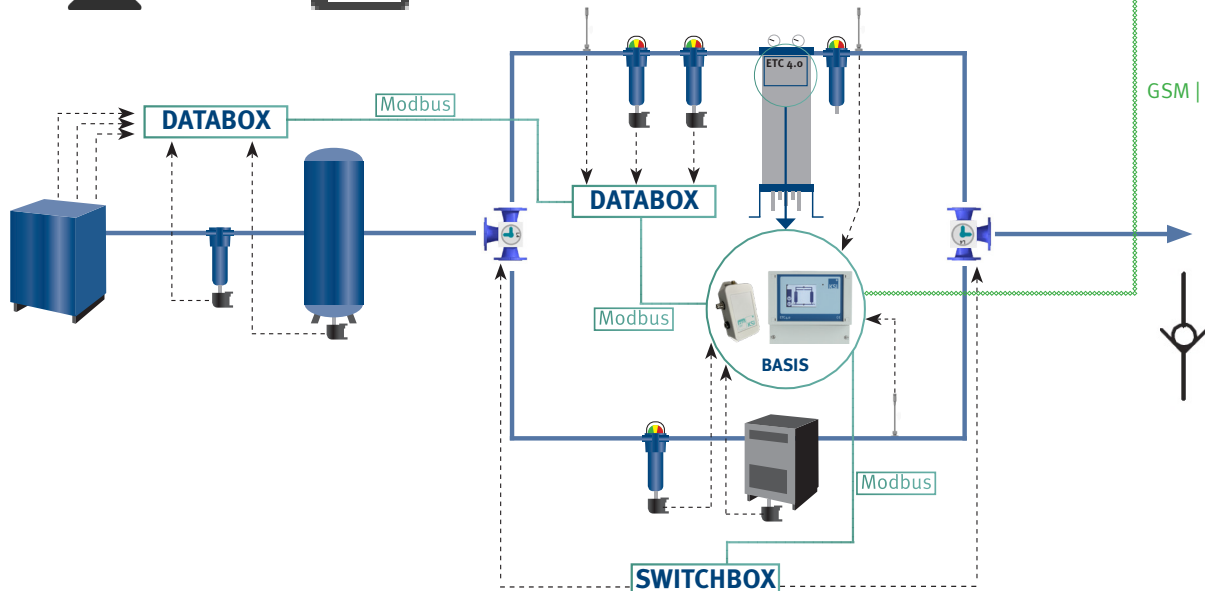 ETC 4.0
GSM |
Modbus
DATABOX
DATABOX
Modbus
BASIS
Modbus
SWITCHBOX